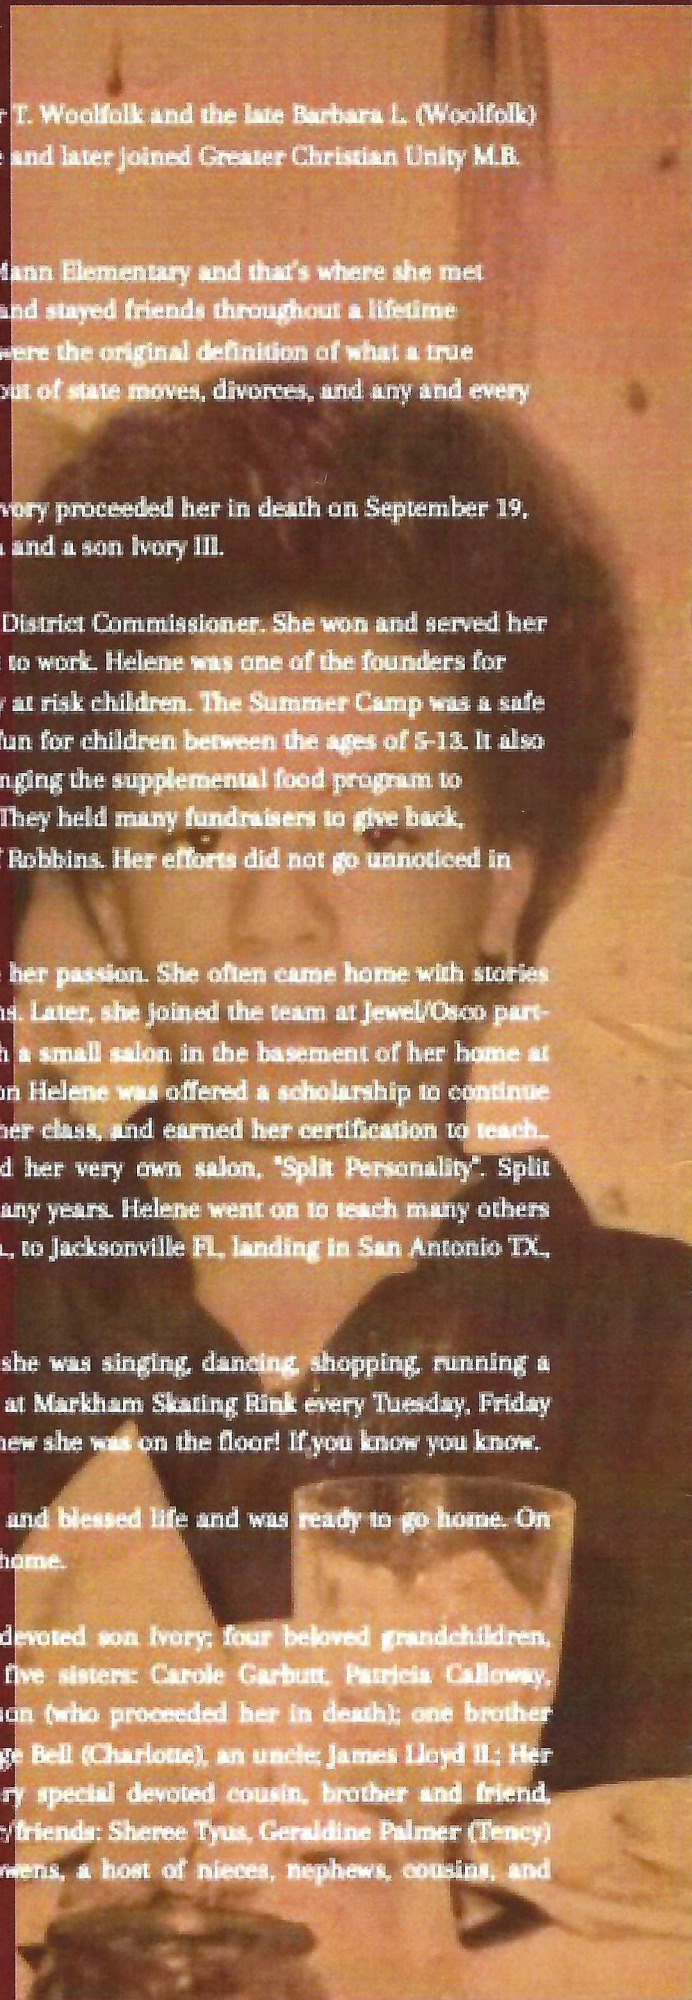 r T. Woolfolk and the late Barbara L. (Woolfolk)
e and later joined Greater Christian Unity M.B.
Mann Elementary and that's where she met
and stayed friends throughout a lifetime
were the original definition of what a true
out of state moves, divorces, and any and every
vory proceeded her in death on September 19,
and a son Ivory III.
District Commissioner. She won and served her
to work. Helene was one of the founders for
y at risk children. The Summer Camp was a safe
fun for children between the ages of 5-13. It also
nging the supplemental food program to
They held many fundraisers to give back,
f Robbins. Her efforts did not go unnoticed in
e her passion. She often came home with stories
ns. Later, she joined the team at Jewel/Osco part-
h a small salon in the basement of her home at
on Helene was offered a scholarship to continue
her class, and earned her certification to teach..
d her very own salon, "Split Personality". Split
any years. Helene went on to teach many others
., to Jacksonville FL, landing in San Antonio TX.,
she was singing, dancing, shopping, running a
at Markham Skating Rink every Tuesday, Friday
new she was on the floor! If you know you know.
and blessed life and was ready to go home. On
home.
devoted son Ivory; four beloved grandchildren,
five sisters: Carole Garbutt, Patricia Calloway,
son (who proceeded her in death); one brother
ge Bell (Charlotte), an uncle; James Lloyd II.; Her
ry special devoted cousin, brother and friend,
r/friends: Sheree Tyus, Geraldine Palmer (Tency)
wens, a host of nieces, nephews, cousins, and